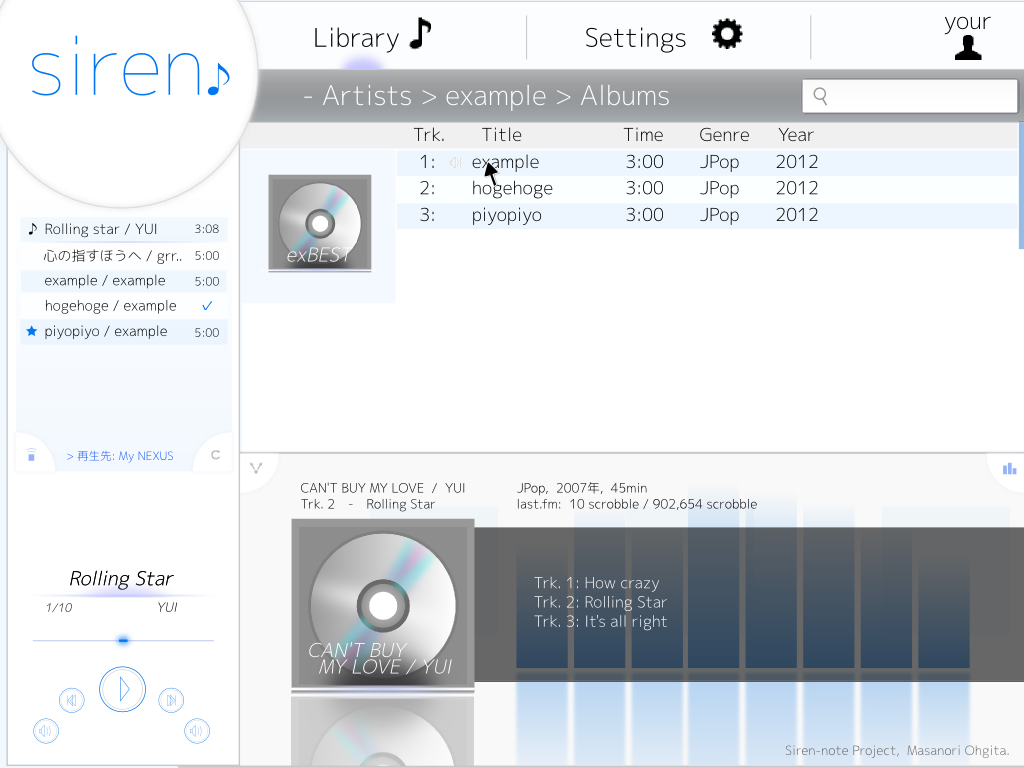 siren
Library
Settings
your
- Artists > example > Albums
Trk. Title Time Genre Year
1: example 3:00 JPop 2012
2: hogehoge 3:00 JPop 2012
3: piyopiyo 3:00 JPop 2012
exBEST
Rolling star / YUI 3:08
心の指すほうへ / grr.. 5:00
example / example 5:00
hogehoge / example
piyopiyo / example 5:00
> 再生先: My NEXUS
Rolling Star
1/10 YUI
CAN'T BUY MY LOVE / YUI
Trk. 2 - Rolling Star
JPop, 2007年, 45min
last.fm: 10 scrobble / 902,654 scrobble
CAN'T BUY
MY LOVE / YUI
Trk. 1: How crazy
Trk. 2: Rolling Star
Trk. 3: It's all right
Siren-note Project, Masanori Ohgita.